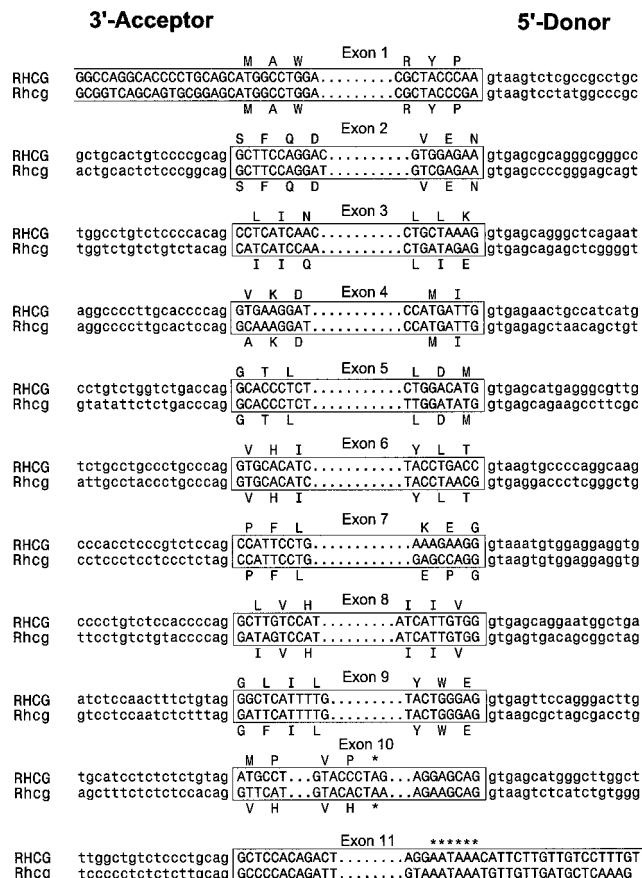 3'-Acceptor 5'-Donor
Exon 1
M A W R Y P
RHCG GGCCAGGCACCCCTGCAGCATGGCCTGGA.........CGCTACCCAA gtaagtctcgccgcctgc
Rhcg GCGGTCAGCAGTGCGGAGCATGGCCTGGA.........CGCTACCCGA gtaagtcctatggcccgc
M A W R Y P
Exon 2
S F Q D V E N
RHCG gctgcactgtccccgcag GCTTCCAGGAC..........GTGGAGAA gtgagcgcagggcgggcc
Rhcg actgcactctcccggcag GCTTCCAGGAT..........GTCGAGAA gtgagccccgggagcagt
S F Q D V E N
Exon 3
L I N L L K
RHCG tggcctgtctccccacag CCTCATCAAC...........CTGCTAAAG gtgagcagggctcagaat
Rhcg tggtctgtctgtctacag CATCATCCAA...........CTGATAGAG gtgagcagagctcggggt
I I Q L I E
Exon 4
V K D M I
RHCG aggccccttgcaccccag GTGAAGGAT...........CCATGATTG gtgagaactgccatcatg
Rhcg aggcccccttgcactccag GCAAAGGAT...........CCATGATTG gtgagagctaacagctgt
A K D M I
Exon 5
G T L L D M
RHCG cctgtctggtctgaccag GCACCCTCT...........CTGGACATG gtgagcatgagggcgttg
Rhcg gtatattctctgacccag GCACCCTCT...........TTGGATATG gtgagcagaagccttcgc
G T L L D M
Exon 6
V H I Y L T
RHCG tctgcctgccctgcccag GTGCACATC...........TACCTGACC gtaagtgccccaggcaag
Rhcg attgcctaccctgcccag GTGCACATC...........TACCTAACG gtgaggaccctcgggctg
V H I Y L T
Exon 7
P F L K E G
RHCG cccacctcccgtctccag CCATTCCTG...........AAAGAAGG gtaaatgtggaggaggtg
Rhcg cctccctcctccctctag CCATTCCTG...........GAGCCAGG gtaagtgtggaggaggtg
P F L E P G
Exon 8
L V H I I V
RHCG cccctgtctccaccccag GCTTGTCCAT.........ATCATTGTGG gtgagcaggaatggctga
Rhcg ttcctgtctgtaccccag GATAGTCCAT.........ATCATTGTGG gtgagtgacagcggctag
I V H I I V
Exon 9
G L I L Y W E
RHCG atctccaactttctgtag GGCTCATTTTG.........TACTGGGAG gtgagttccagggacttg
Rhcg gtcctccaatctctttag GATTCATTTTG.........TACTGGGAG gtaagcgctagcgacctg
G F I L Y W E
Exon 10
M P V P *
RHCG tgcatcctctctctgtag ATGCCT...GTACCCTAG...AGGAGCAG gtgagcatgggcttggct
Rhcg agctttctctctccacag GTTCAT...GTACACTAA...AGAAGCAG gtaagtctcatctgtggg
V H V H *
Exon 11 ******
RHCG ttggctgtctccctgcag GCTCCACAGACT........AGGAATAAACATTCTTGTTGTCCTTTGT
Rhcg tcccccctctctcttgcag GCCCCACAGATT........GTAAATAAATGTTGTTGATGCTCAAAG